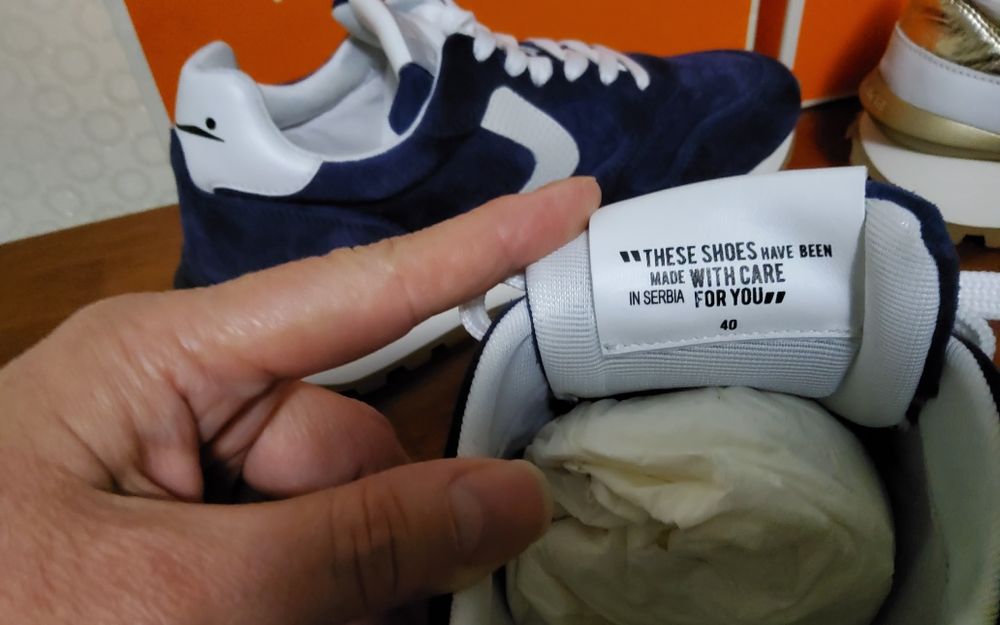 "THESE SHOES HAVE BEEN
MADE WITH CARE
IN SERBIA FOR YOU"
40